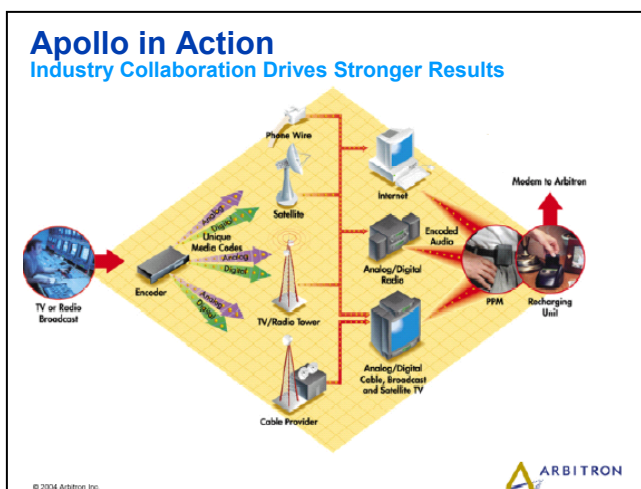 Apollo in Action
Industry Collaboration Drives Stronger Results
Phone Wire
Satellite
Internet
Modem to Arbitron
Analog
Digital
Unique
Media Codes
Analog
Digital
Analog
Digital
Encoded
Audio
TV or Radio
Broadcast
Encoder
TV/Radio Tower
Analog/Digital
Radio
PPM
Recharging
Unit
Cable Provider
Analog/Digital
Cable, Broadcast
and Satellite TV
© 2004 Arbitron Inc.
ARBITRON